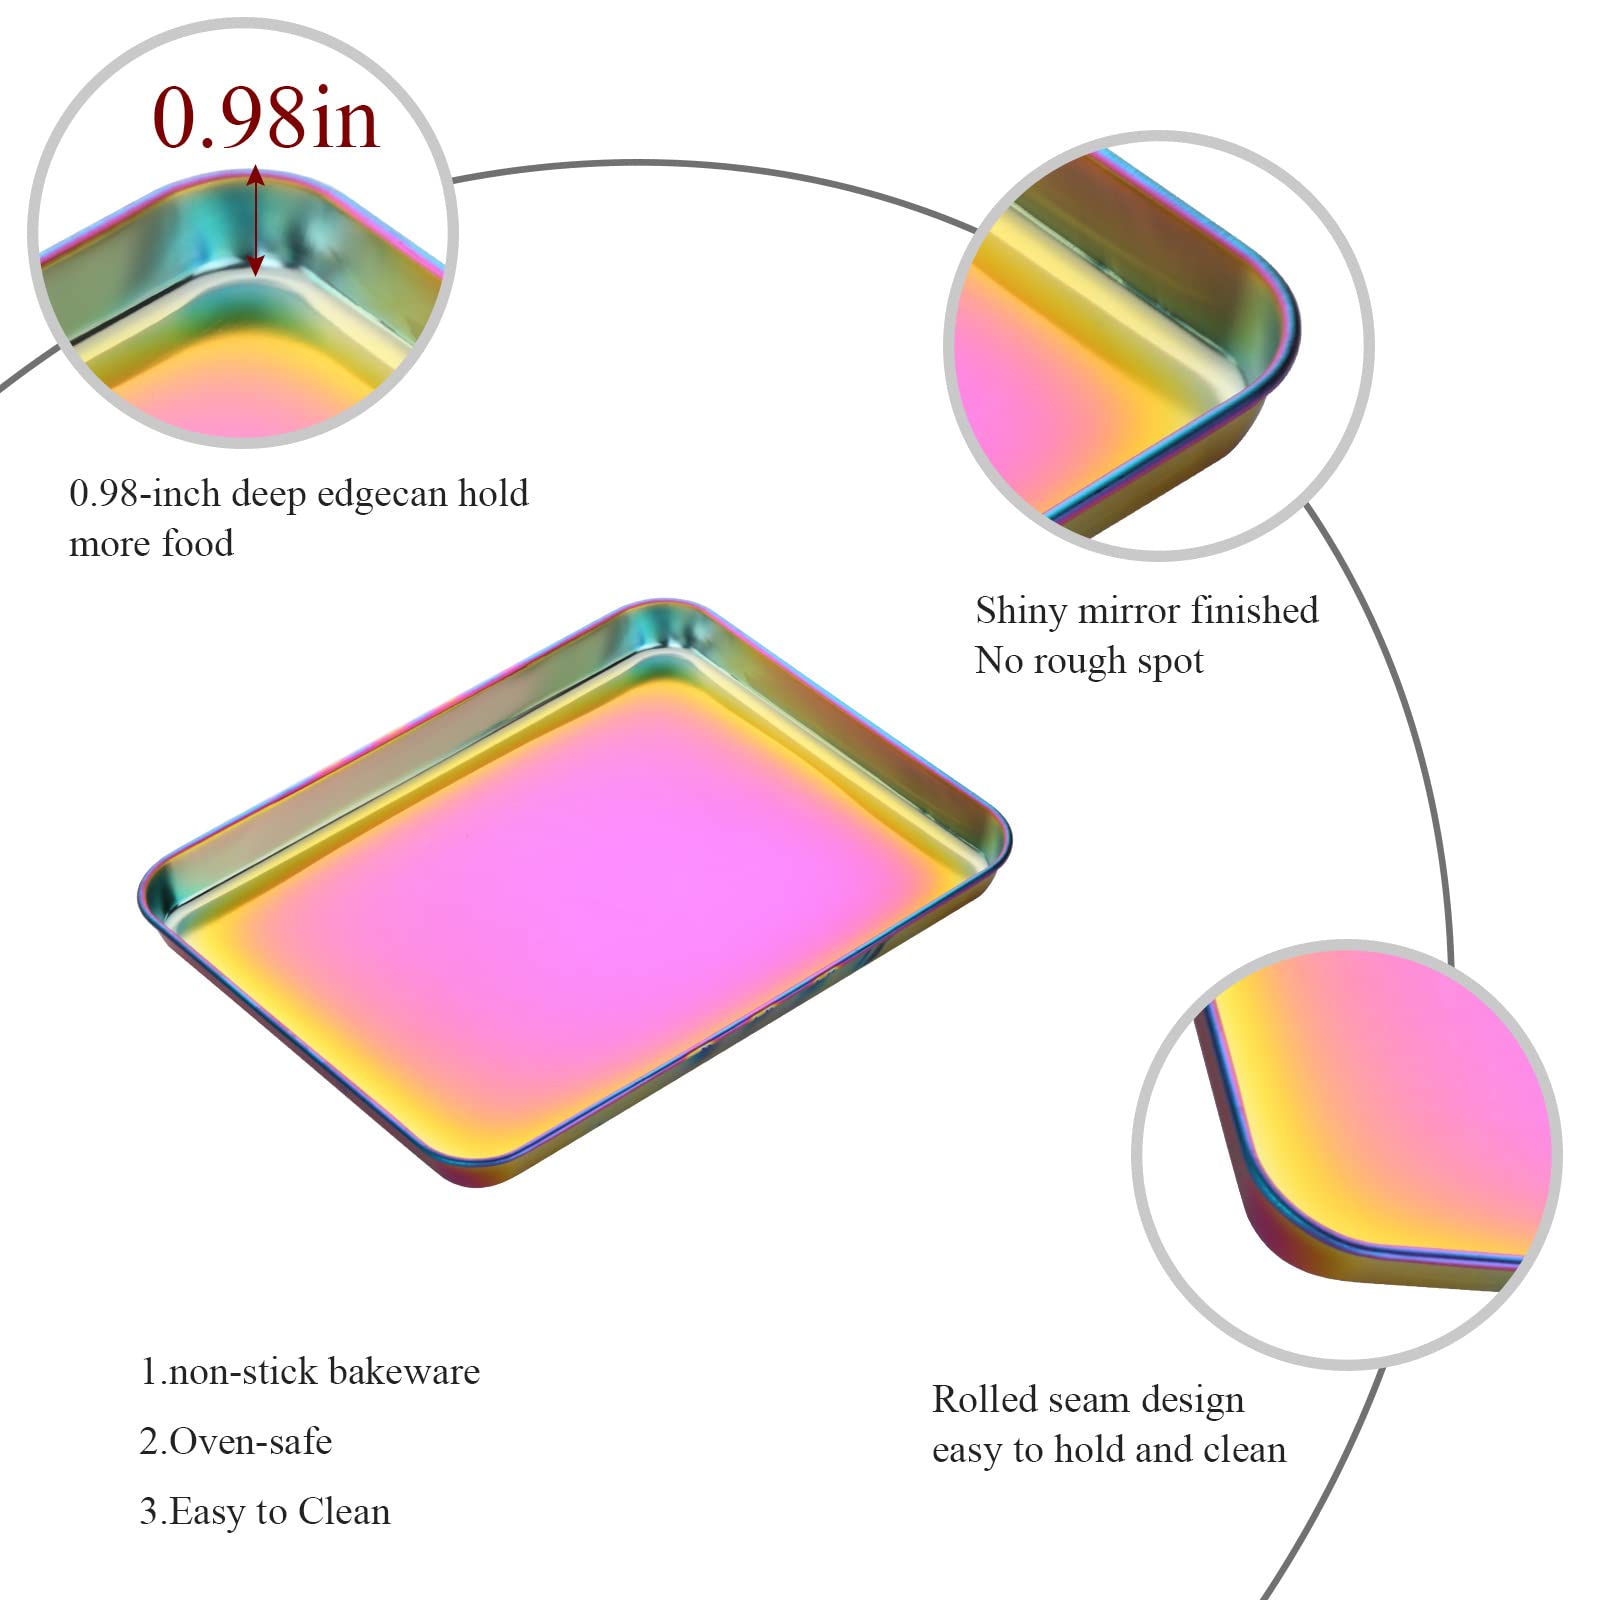 0.98in
0.98-inch deep edgecan hold
more food
Shiny mirror finished
No rough spot
Rolled seam design
easy to hold and clean
1.non-stick bakeware
2.Oven-safe
3.Easy to Clean